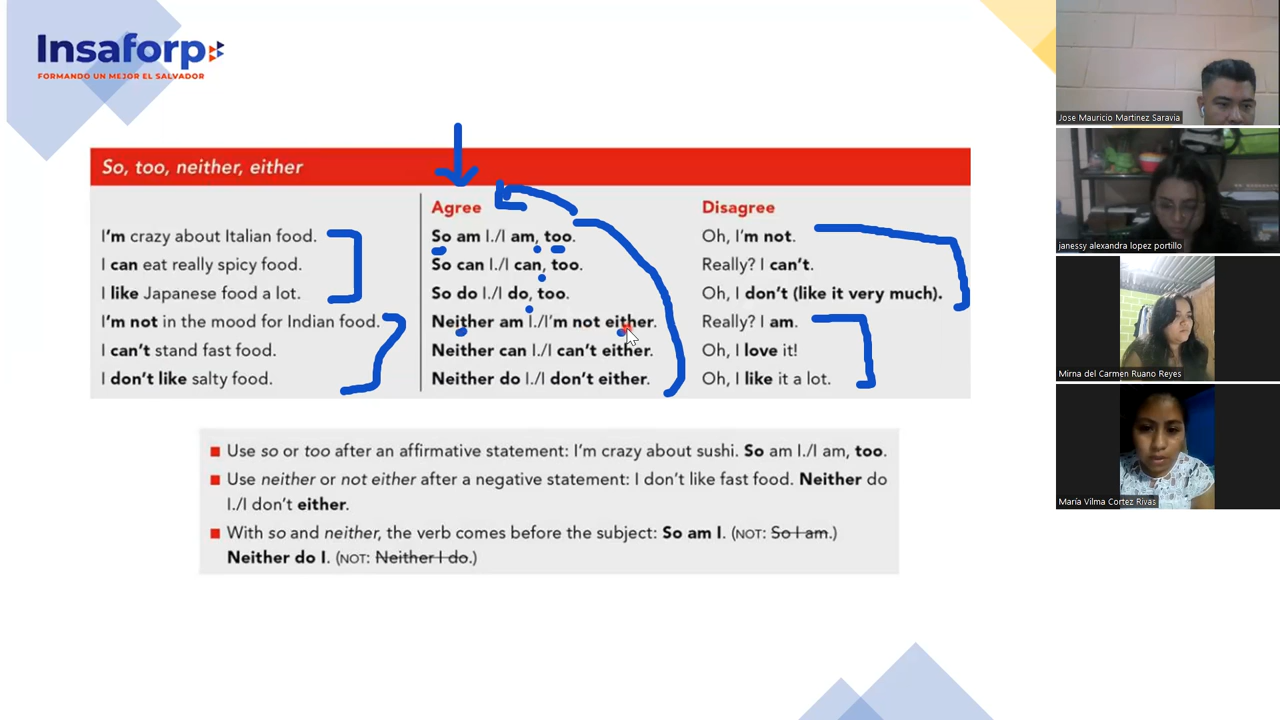 Insaforp
FORMANDO UN MEJOR EL SALVADOR
So, too, neither, either
Agree Disagree
I'm crazy about Italian food. So am I./I am, too. Oh, I'm not.
I can eat really spicy food. So can I./I can, too. Really? I can't.
I like Japanese food a lot. So do I./I do, too. Oh, I don't (like it very much).
I'm not in the mood for Indian food. Neither am I./I'm not either. Really? I am.
I can't stand fast food. Neither can I./I can't either. Oh, I love it!
I don't like salty food. Neither do I./I don't either. Oh, I like it a lot.
Use so or too after an affirmative statement: I'm crazy about sushi. So am I./I am, too.
Use neither or not either after a negative statement: I don't like fast food. Neither do
I./I don't either.
With so and neither, the verb comes before the subject: So am I. (NOT: So I am.)
Neither do I. (NOT: Neither I do.)
Jose Mauricio Martinez Saravia
janessy alexandra lopez portillo
Mirna del Carmen Ruano Reyes
María Vilma Cortez Rivas